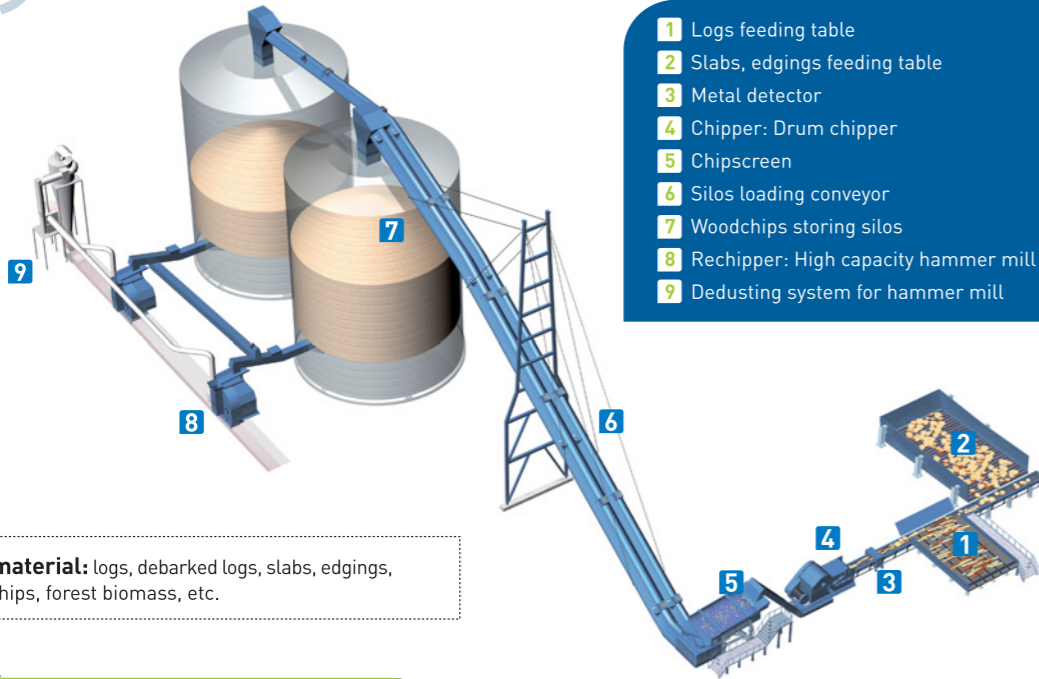 1 Logs feeding table
2 Slabs, edgings feeding table
3 Metal detector
4 Chipper: Drum chipper
5 Chipscreen
6 Silos loading conveyor
7 Woodchips storing silos
8 Rechipper: High capacity hammer mill
9 Dedusting system for hammer mill
7
9
8
6
2
4
1
3
5
material: logs, debarked logs, slabs, edgings,
hips, forest biomass, etc.